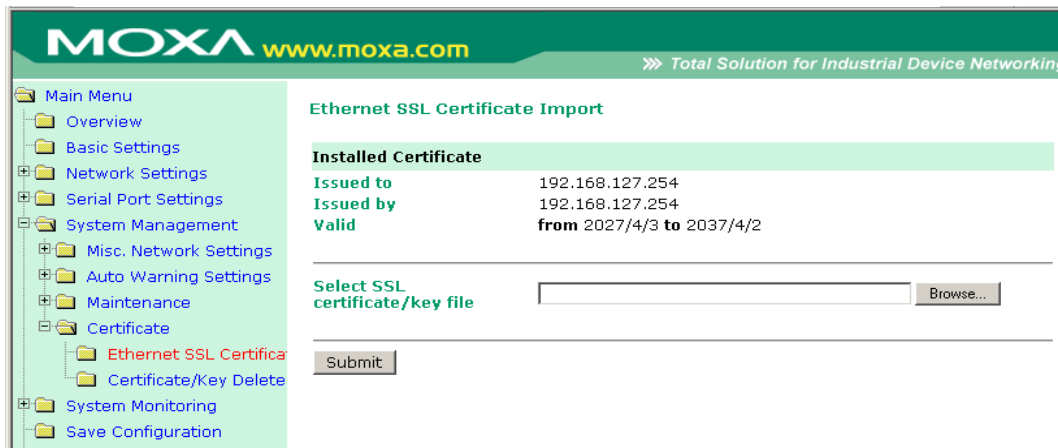 MOXA www.moxa.com
Total Solution for Industrial Device Networking
Main Menu
Overview
Basic Settings
Network Settings
Serial Port Settings
System Management
Misc. Network Settings
Auto Warning Settings
Maintenance
Certificate
Ethernet SSL Certifica
Certificate/Key Delete
System Monitoring
Save Configuration
Ethernet SSL Certificate Import
Installed Certificate
Issued to 192.168.127.254
Issued by 192.168.127.254
Valid from 2027/4/3 to 2037/4/2
Select SSL
certificate/key file Browse...
Submit